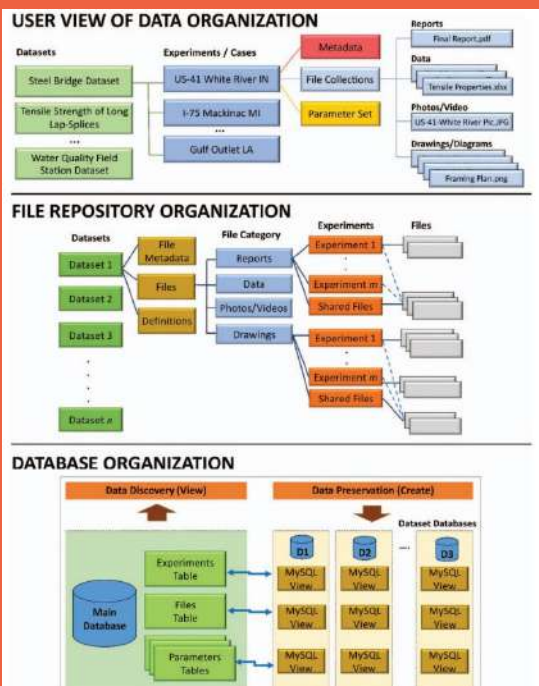 USER VIEW OF DATA ORGANIZATION
Datasets
Experiments / Cases
Reports
Steel Bridge Dataset
US-41 White River IN
Metadata
Final Report.pdf
Data
Tensile Strength of Long
Lap-Splices
I-75 Mackinac MI
File Collections
Tensile Properties.xlsx
...
...
Parameter Set
Photos/Video
US-41-White River Pic.JPG
Water Quality Field
Station Dataset
Gulf Outlet LA
Drawings/Diagrams
Framing Plan.png
FILE REPOSITORY ORGANIZATION
Datasets
File Category
Experiments
Files
Dataset 1
File
Metadata
Reports
Experiment 1
Dataset 2
Files
Data
Experiment m
Dataset 3
Definitions
Photos/Videos
Shared Files
Drawings
Experiment 1
Experiment m
Dataset n
Shared Files
DATABASE ORGANIZATION
Data Discovery (View)
Data Preservation (Create)
Dataset Databases
D1
D2
...
D3
Main
Database
Experiments
Table
MySQL
View
MySQL
View
MySQL
View
Files
Table
MySQL
View
MySQL
View
MySQL
View
Parameters
Tables
MySQL
View
MySQL
View
MySQL
View